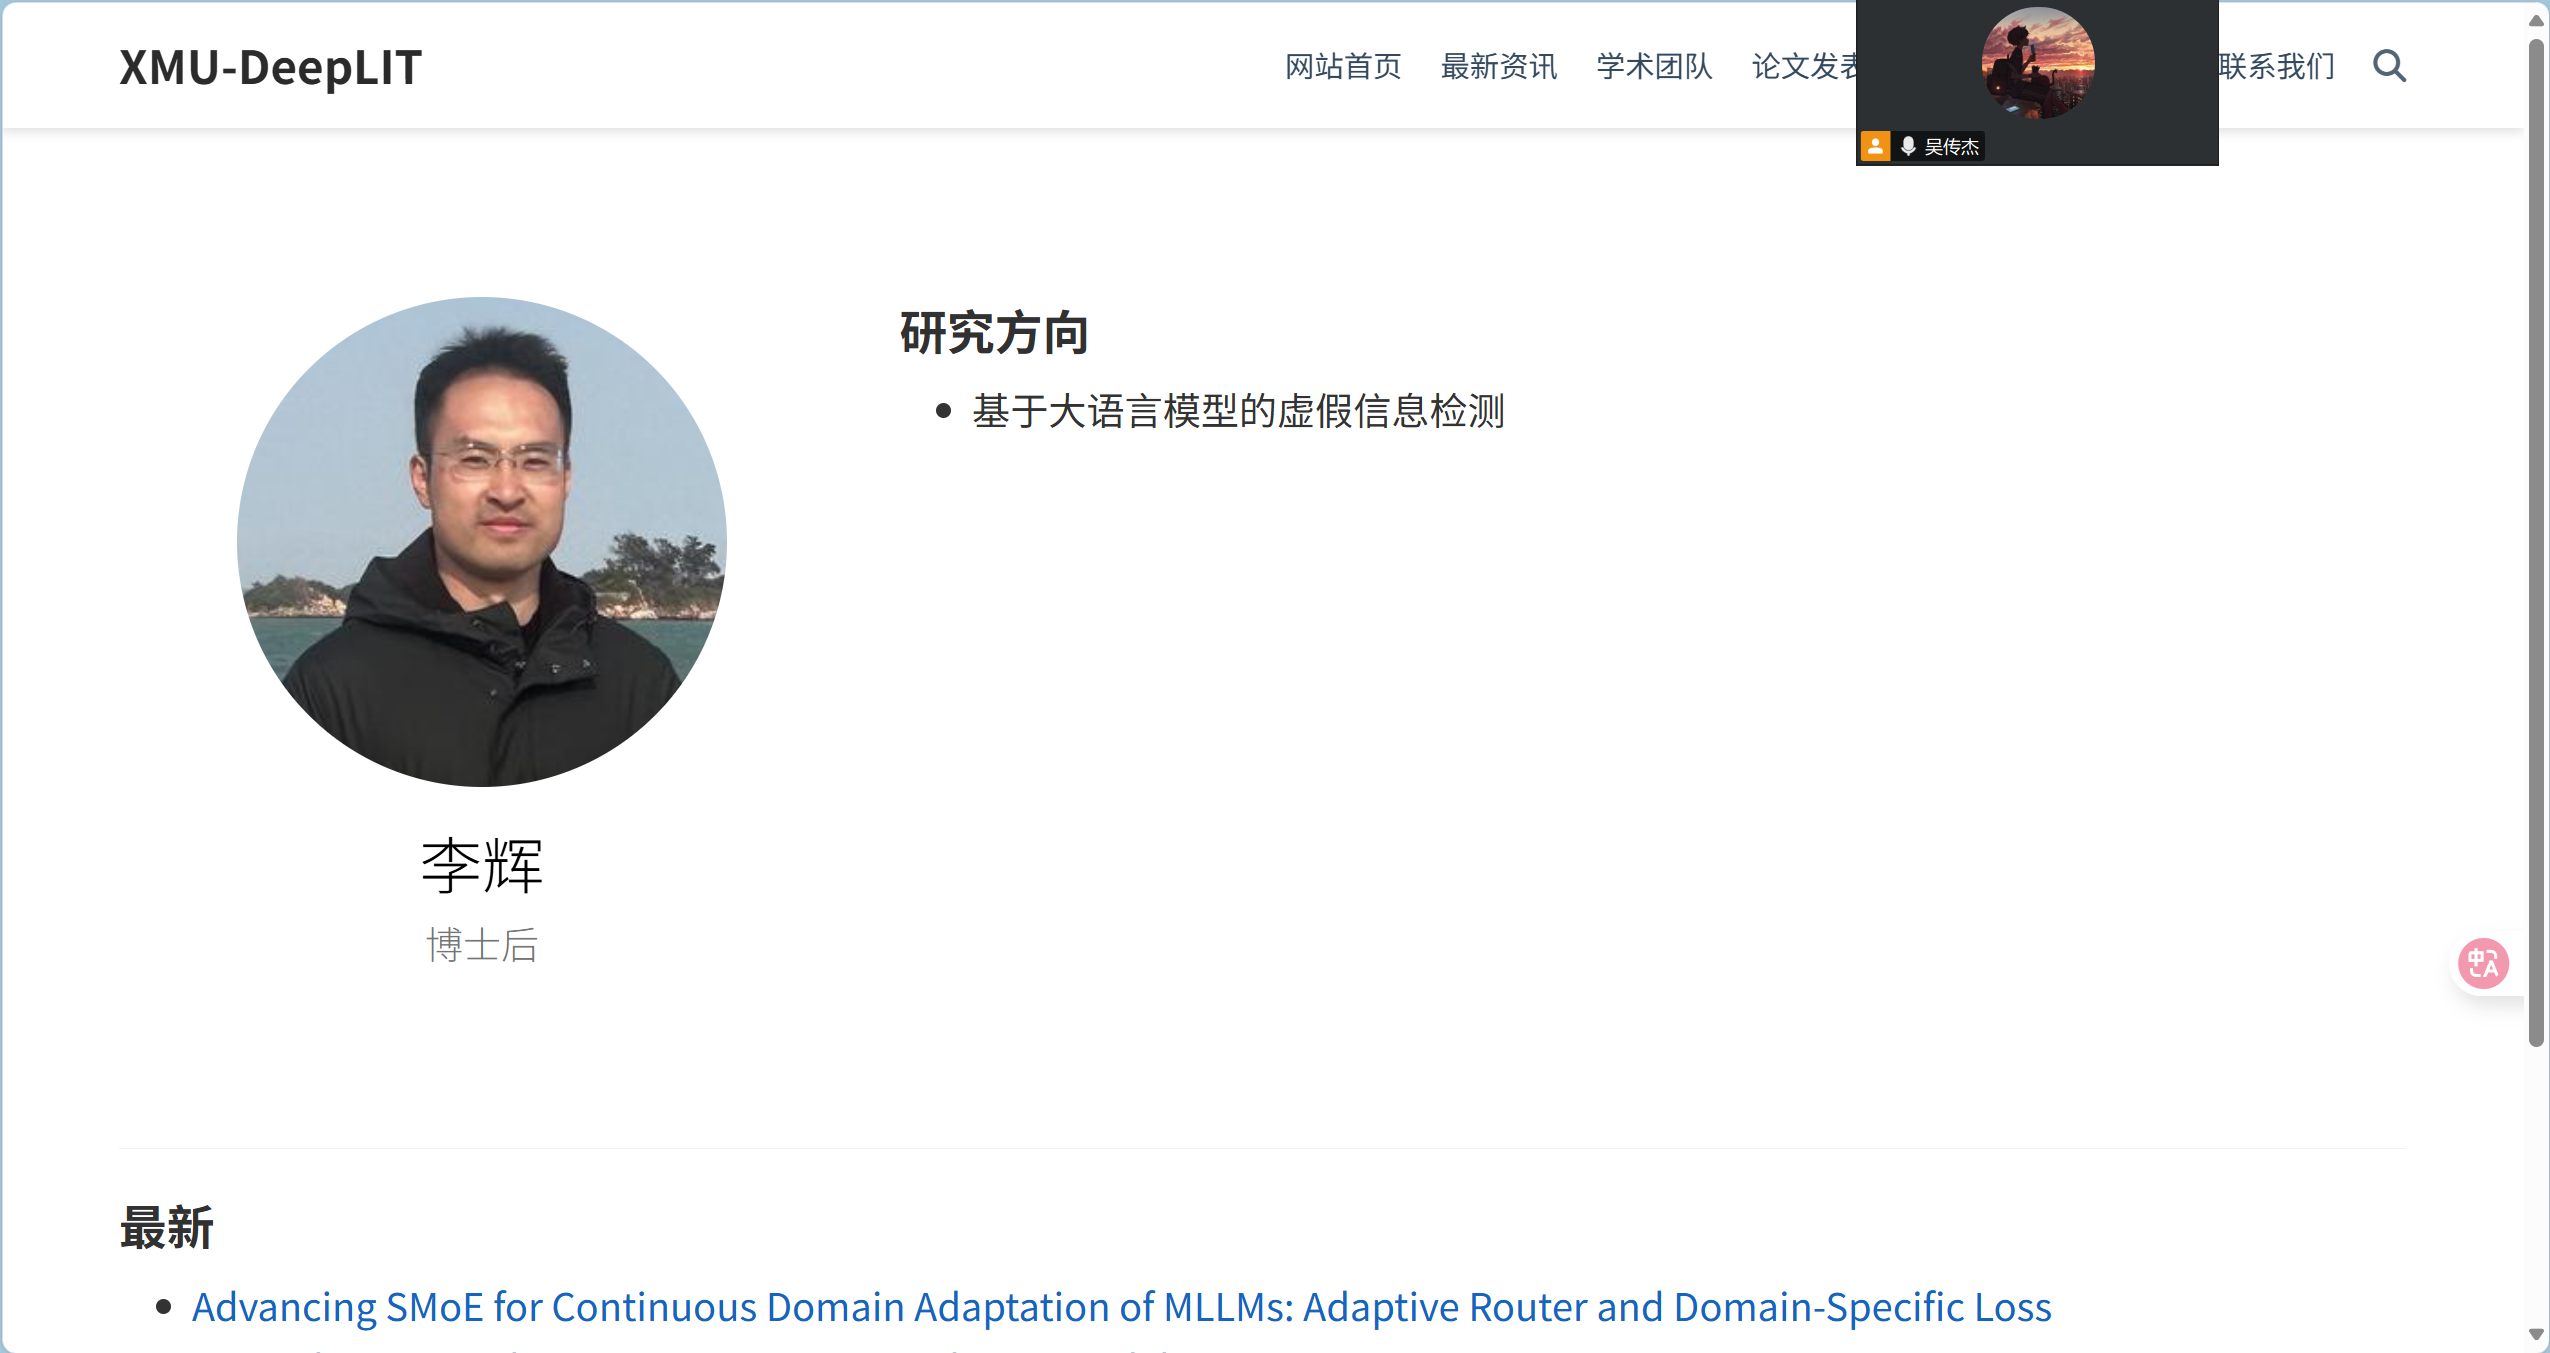 XMU-DeepLIT
网站首页 最新资讯 学术团队 论文发表 联系我们
吴传杰
研究方向
基于大语言模型的虚假信息检测
李辉
博士后
中A
最新
Advancing SMoE for Continuous Domain Adaptation of MLLMs: Adaptive Router and Domain-Specific Loss